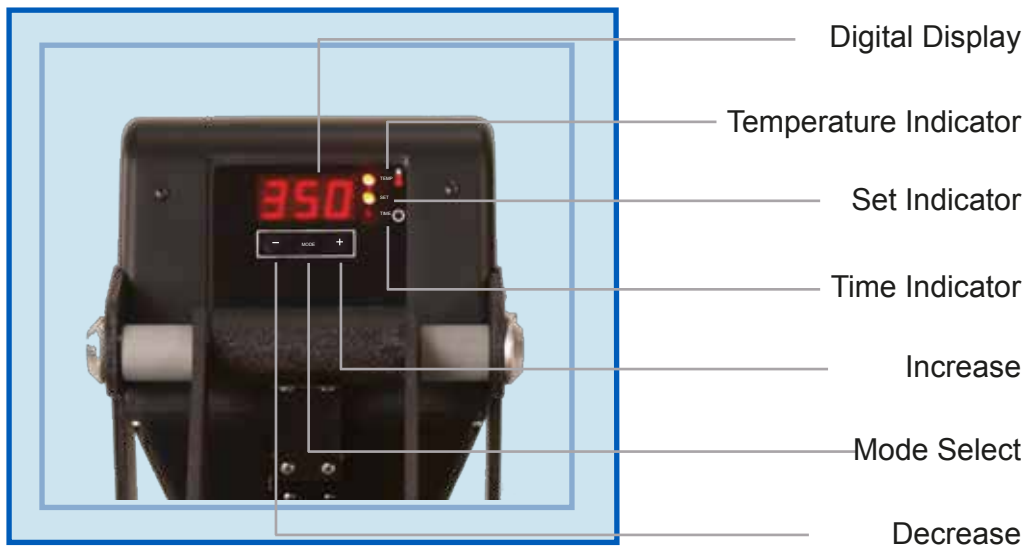 Digital Display
Temperature Indicator
TEMP
350
SET
Set Indicator
TIME
- MODE +
Time Indicator
Increase
Mode Select
Decrease